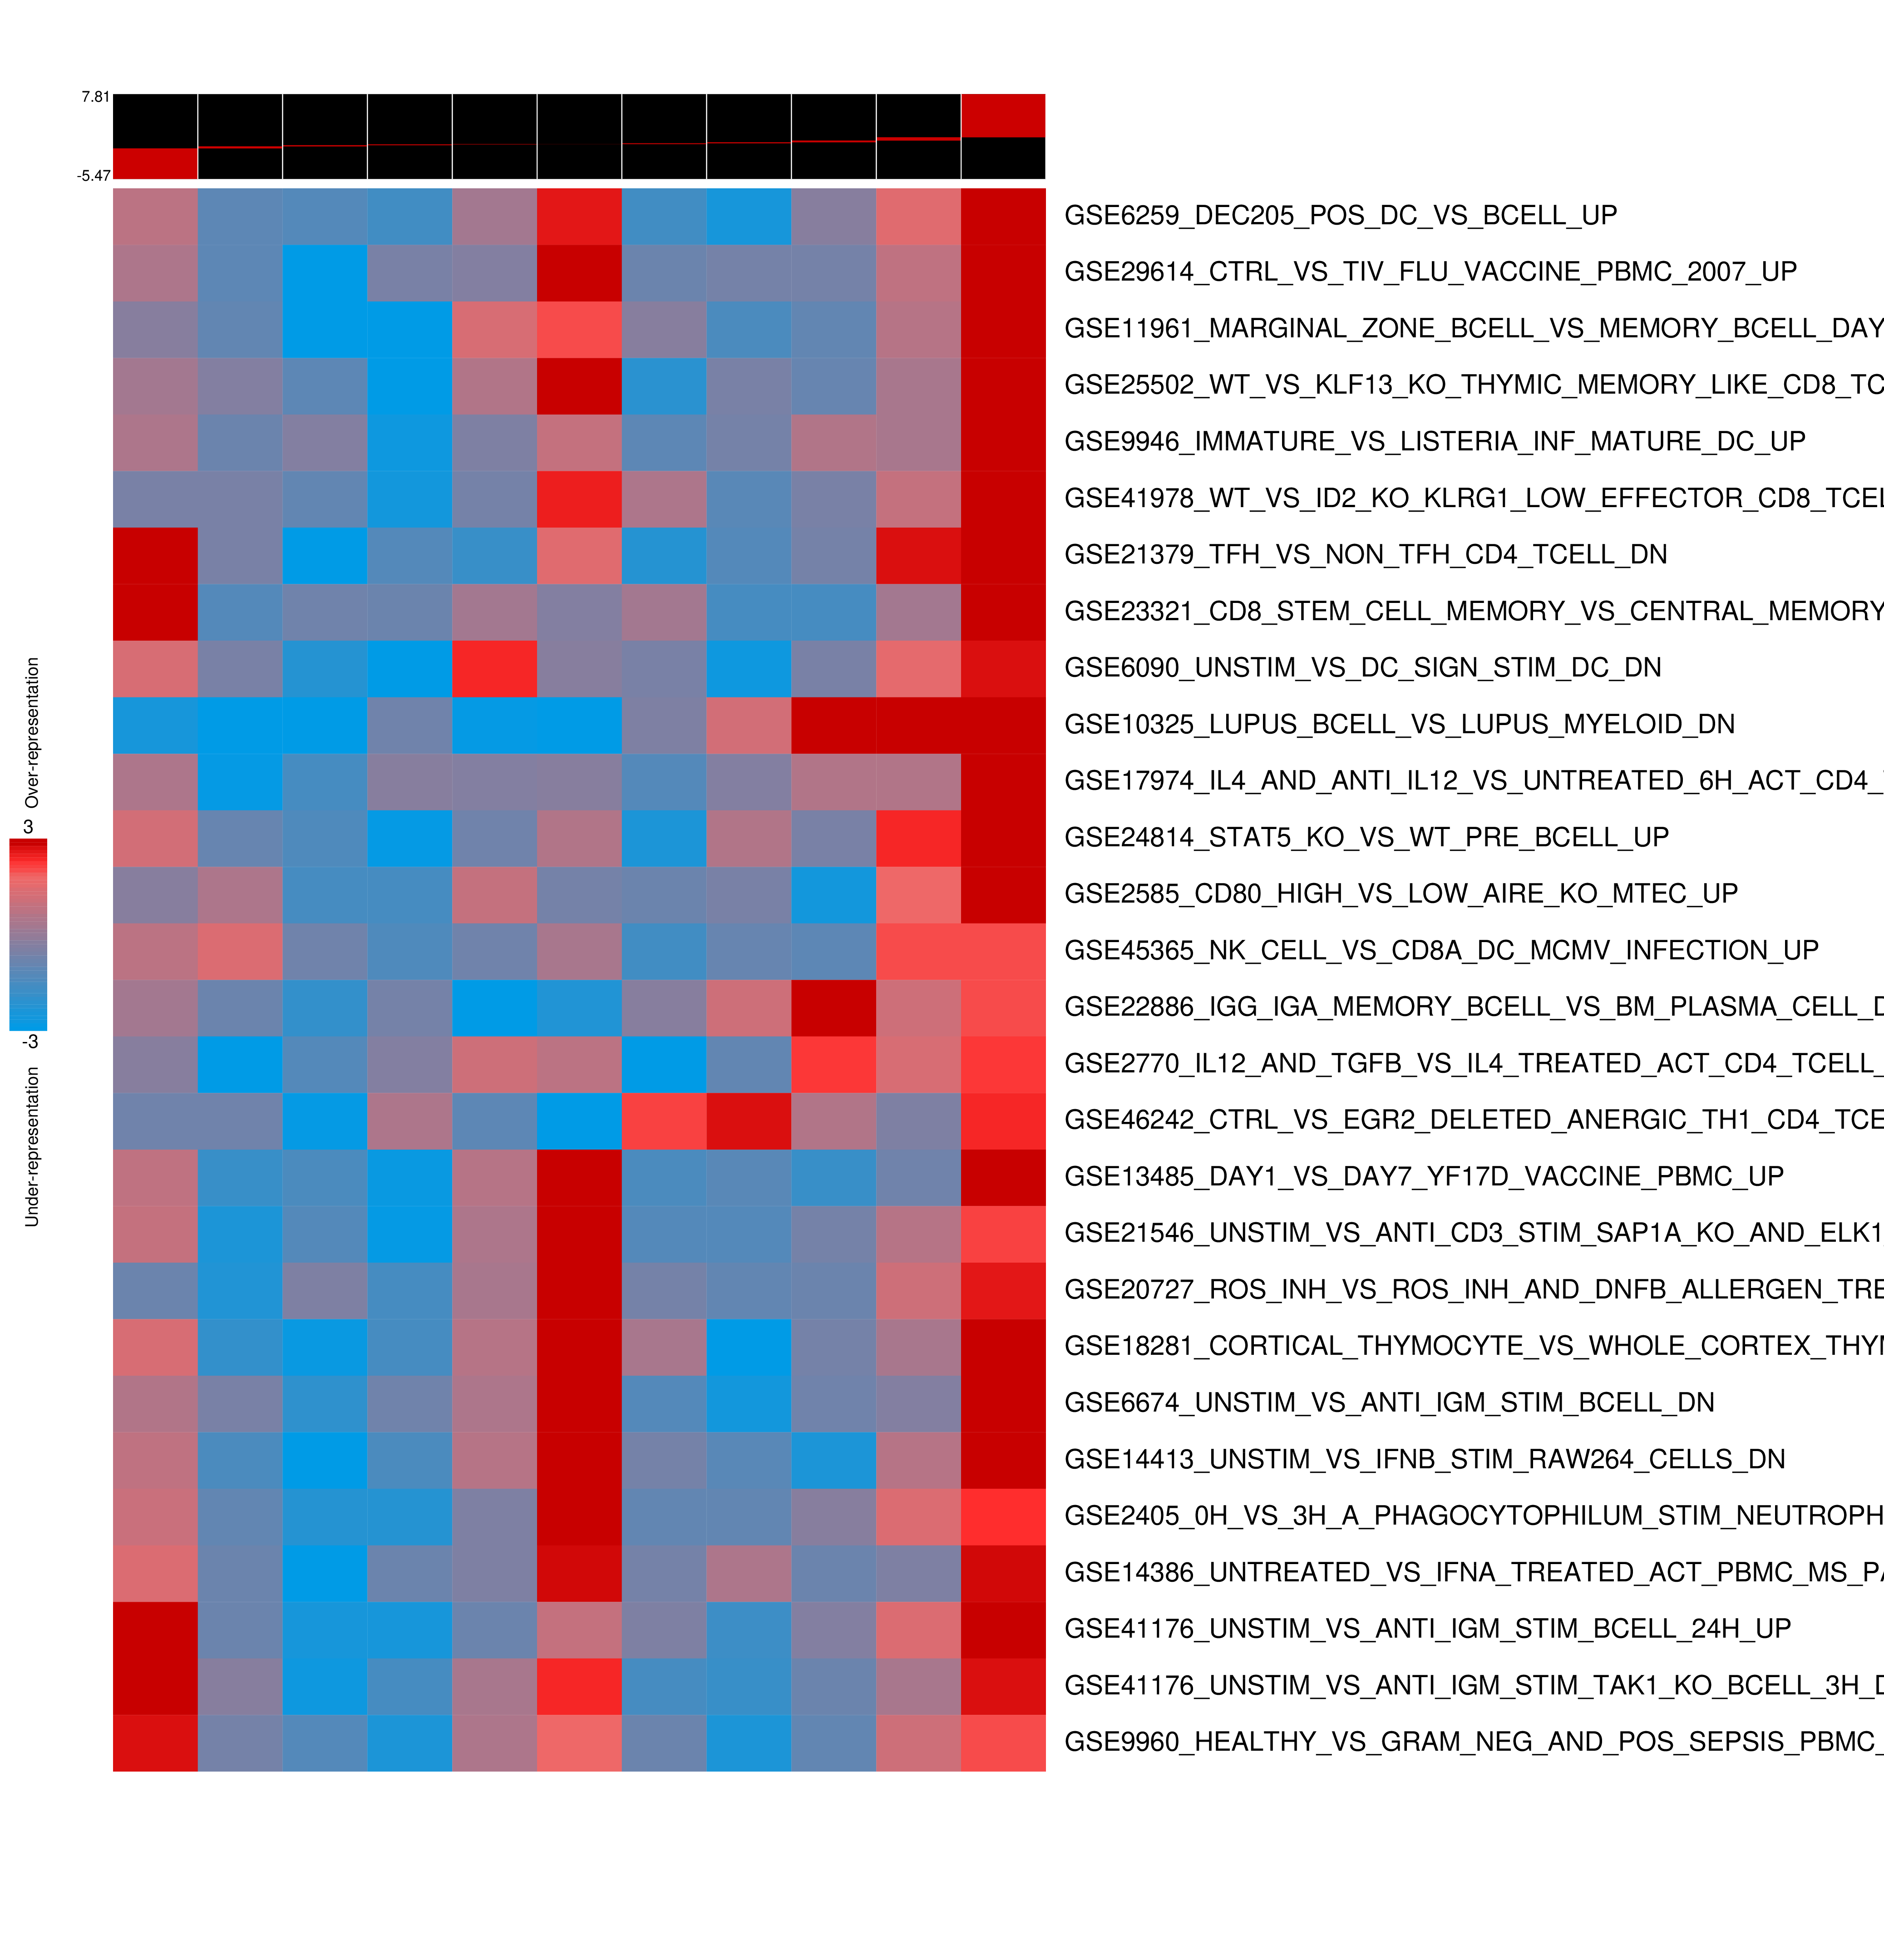 7.81
-5.47
GSE6259_DEC205_POS_DC_VS_BCELL_UP
GSE29614_CTRL_VS_TIV_FLU_VACCINE_PBMC_2007_UP
GSE11961_MARGINAL_ZONE_BCELL_VS_MEMORY_BCELL_DAY
GSE25502_WT_VS_KLF13_KO_THYMIC_MEMORY_LIKE_CD8_TC
GSE9946_IMMATURE_VS_LISTERIA_INF_MATURE_DC_UP
GSE41978_WT_VS_ID2_KO_KLRG1_LOW_EFFECTOR_CD8_TCEL
GSE21379_TFH_VS_NON_TFH_CD4_TCELL_DN
GSE23321_CD8_STEM_CELL_MEMORY_VS_CENTRAL_MEMORY
GSE6090_UNSTIM_VS_DC_SIGN_STIM_DC_DN
GSE10325_LUPUS_BCELL_VS_LUPUS_MYELOID_DN
GSE17974_IL4_AND_ANTI_IL12_VS_UNTREATED_6H_ACT_CD4_
GSE24814_STAT5_KO_VS_WT_PRE_BCELL_UP
GSE2585_CD80_HIGH_VS_LOW_AIRE_KO_MTEC_UP
GSE45365_NK_CELL_VS_CD8A_DC_MCMV_INFECTION_UP
GSE22886_IGG_IGA_MEMORY_BCELL_VS_BM_PLASMA_CELL_D
GSE2770_IL12_AND_TGFB_VS_IL4_TREATED_ACT_CD4_TCELL_
GSE46242_CTRL_VS_EGR2_DELETED_ANERGIC_TH1_CD4_TCE
GSE13485_DAY1_VS_DAY7_YF17D_VACCINE_PBMC_UP
GSE21546_UNSTIM_VS_ANTI_CD3_STIM_SAP1A_KO_AND_ELK1
GSE20727_ROS_INH_VS_ROS_INH_AND_DNFB_ALLERGEN_TRE
GSE18281_CORTICAL_THYMOCYTE_VS_WHOLE_CORTEX_THYM
GSE6674_UNSTIM_VS_ANTI_IGM_STIM_BCELL_DN
GSE14413_UNSTIM_VS_IFNB_STIM_RAW264_CELLS_DN
GSE2405_0H_VS_3H_A_PHAGOCYTOPHILUM_STIM_NEUTROPH
GSE14386_UNTREATED_VS_IFNA_TREATED_ACT_PBMC_MS_PA
GSE41176_UNSTIM_VS_ANTI_IGM_STIM_BCELL_24H_UP
GSE41176_UNSTIM_VS_ANTI_IGM_STIM_TAK1_KO_BCELL_3H_D
GSE9960_HEALTHY_VS_GRAM_NEG_AND_POS_SEPSIS_PBMC_
Over-representation
3
-3
Under-representation